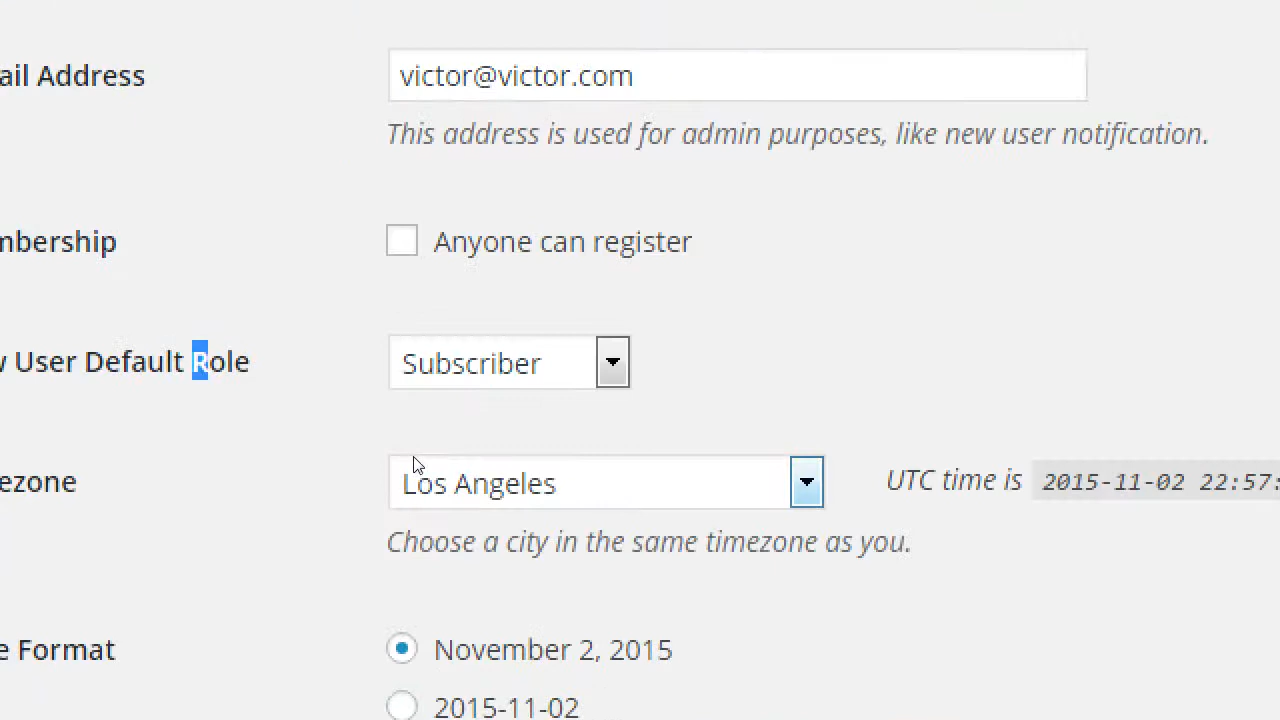 ail Address
victor@victor.com
This address is used for admin purposes, like new user notification.
nbership
Anyone can register
User Default Role
Subscriber
ezone
Los Angeles
UTC time is 2015-11-02 22:57:
Choose a city in the same timezone as you.
e Format
November 2, 2015
2015-11-02